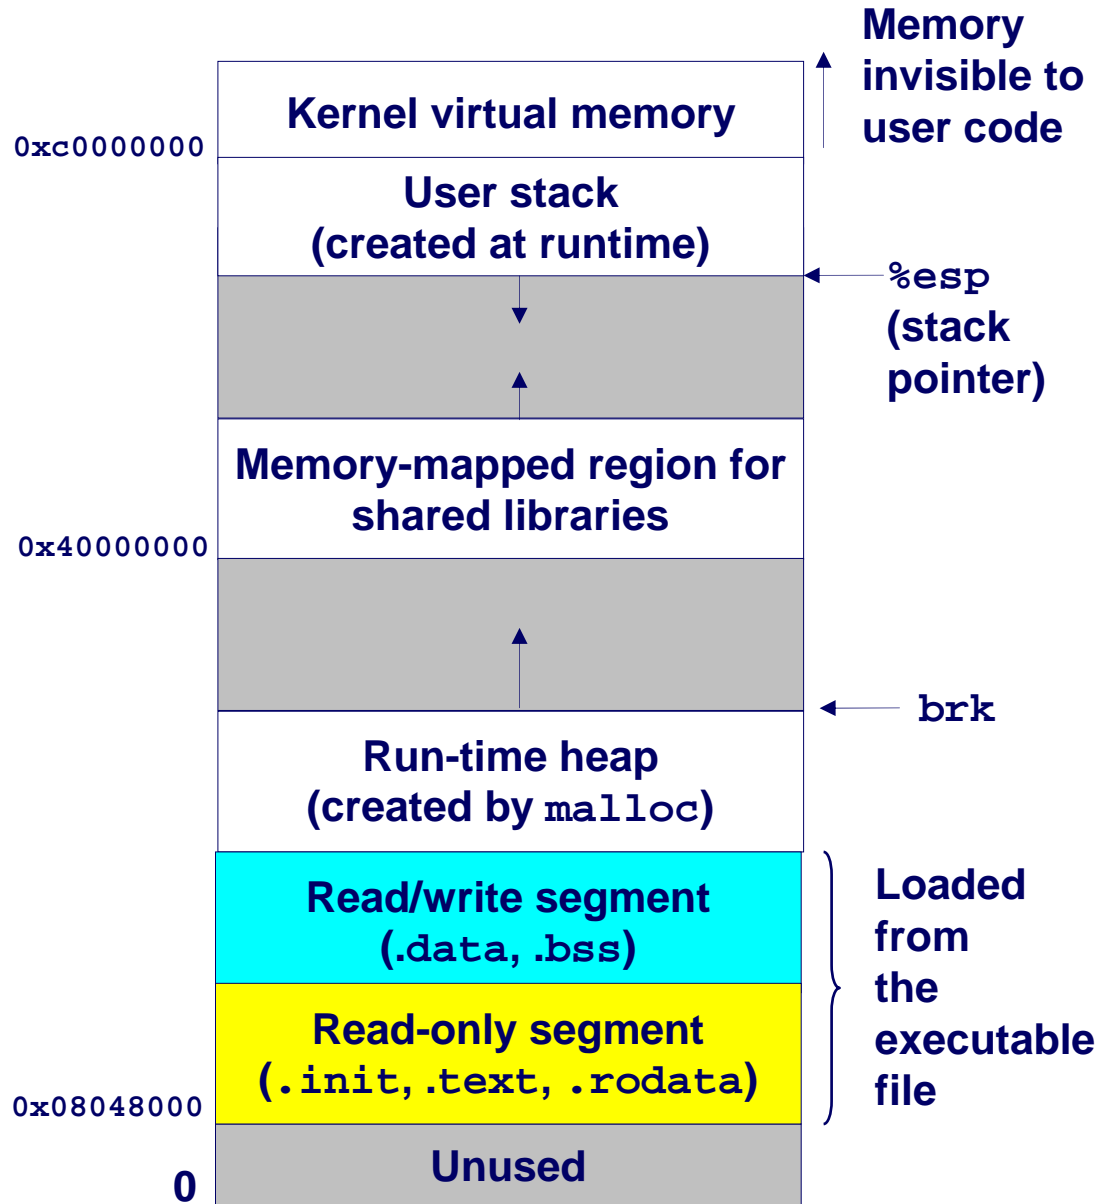 Memory
invisible to
user code
Kernel virtual memory
0xc0000000
User stack
(created at runtime)
%esp
(stack
pointer)
Memory-mapped region for
shared libraries
0x40000000
brk
Run-time heap
(created by malloc)
Read/write segment
(.data, .bss)
Loaded
from
the
executable
file
Read-only segment
(.init, .text, .rodata)
0x08048000
Unused
0